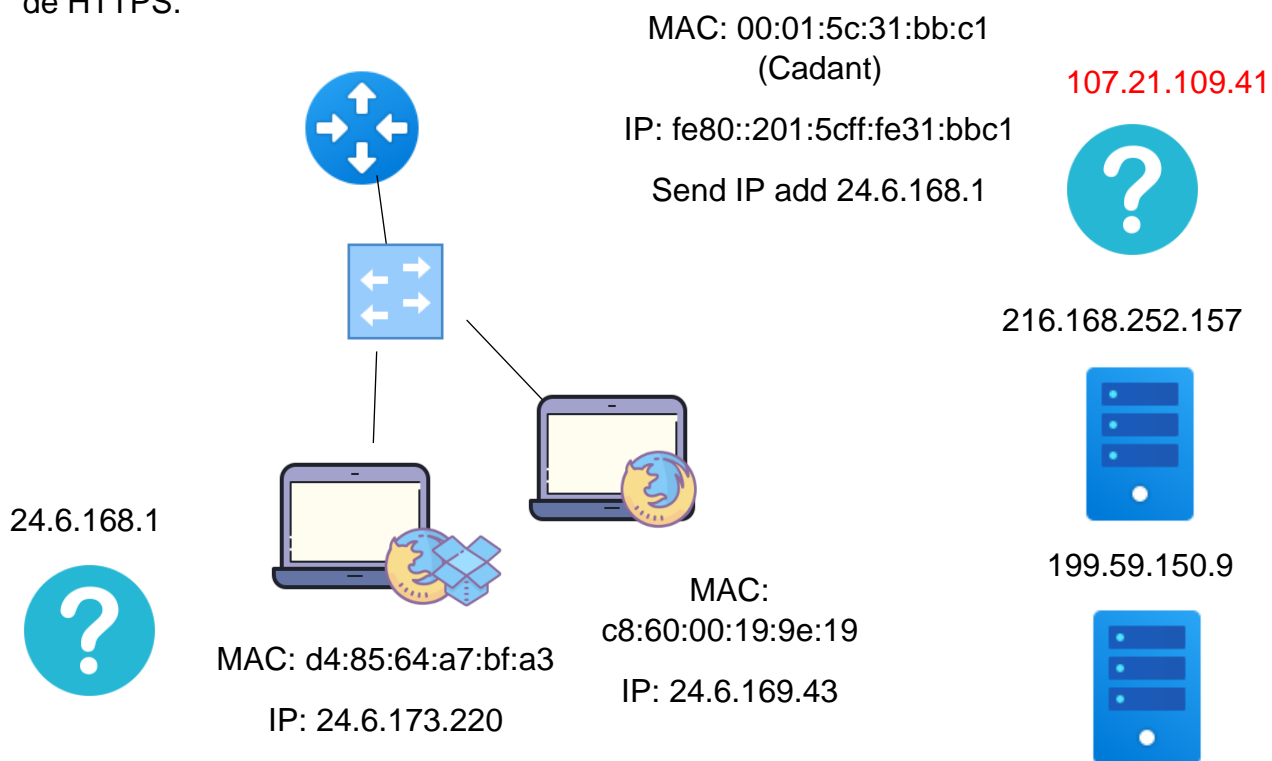 de HTTPS.
MAC: 00:01:5c:31:bb:c1
(Cadant)
107.21.109.41
IP: fe80::201:5cff:fe31:bbc1
Send IP add 24.6.168.1
216.168.252.157
24.6.168.1
199.59.150.9
MAC:
c8:60:00:19:9e:19
MAC: d4:85:64:a7:bf:a3
IP: 24.6.169.43
IP: 24.6.173.220